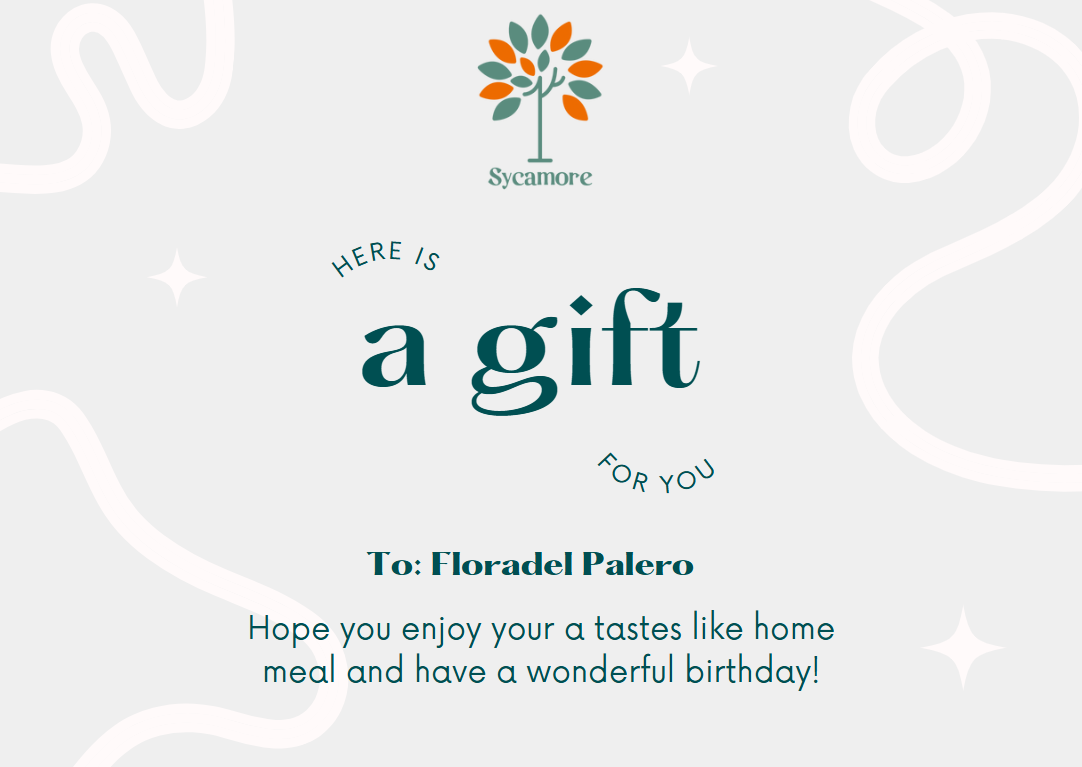 Sycamore
HERE IS
a gift
FOR YOU
To: Floradel Palero
Hope you enjoy your a tastes like home
meal and have a wonderful birthday!